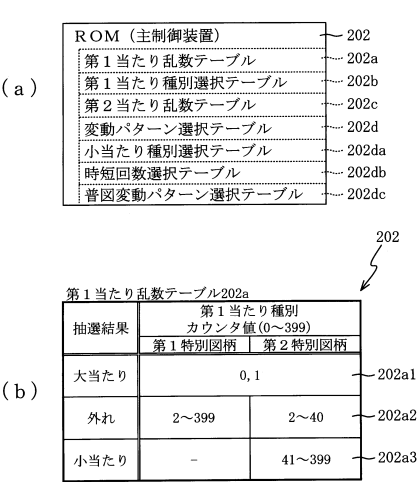 (a)
ROM(主制御装置) 202
第1当たり乱数テーブル 202a
第1当たり種別選択テーブル 202b
第2当たり乱数テーブル 202c
変動パターン選択テーブル 202d
小当たり種別選択テーブル 202da
時短回数選択テーブル 202db
普図変動パターン選択テーブル 202dc
202
(b)
第1当たり乱数テーブル202a
抽選結果
第1当たり種別
カウンタ値(0〜399)
第1特別図柄 第2特別図柄
大当たり 0,1 202a1
外れ 2〜399 2〜40 202a2
小当たり - 41〜399 202a3